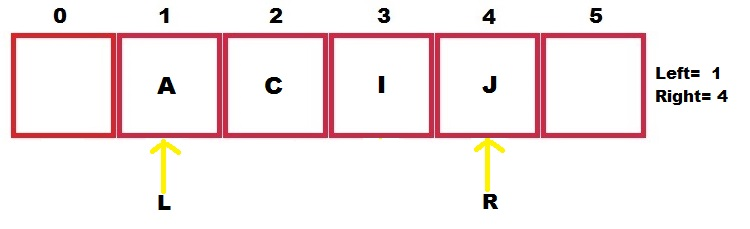 0 1 2 3 4 5
A C I J
Left= 1
Right= 4
L R